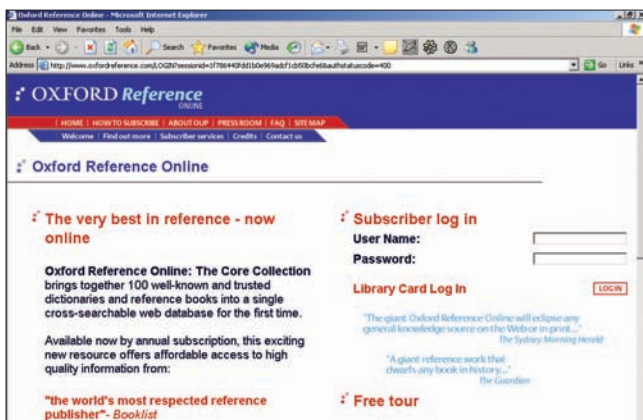 Oxford Reference Online - Microsoft Internet Explorer
File Edit View Favorites Tools Help
Back Search Favorites Media
Address Go Links
OXFORD Reference
ONLINE
| HOME | HOW TO SUBSCRIBE | ABOUT OUP | PRESS ROOM | FAQ | SITE MAP
Welcome | Find out more | Subscriber services | Credits | Contact us
Oxford Reference Online
The very best in reference - now
online
Oxford Reference Online: The Core Collection
brings together 100 well-known and trusted
dictionaries and reference books into a single
cross-searchable web database for the first time.
Available now by annual subscription, this exciting
new resource offers affordable access to high
quality information from:
"the world's most respected reference
publisher"- Booklist
Subscriber log in
User Name:
Password:
Library Card Log In
LOG IN
"The giant Oxford Reference Online will eclipse any
general knowledge source on the Web or in print..."
The Sydney Morning Herald
"A giant reference work that
dwarfs any book in history..."
The Guardian
Free tour